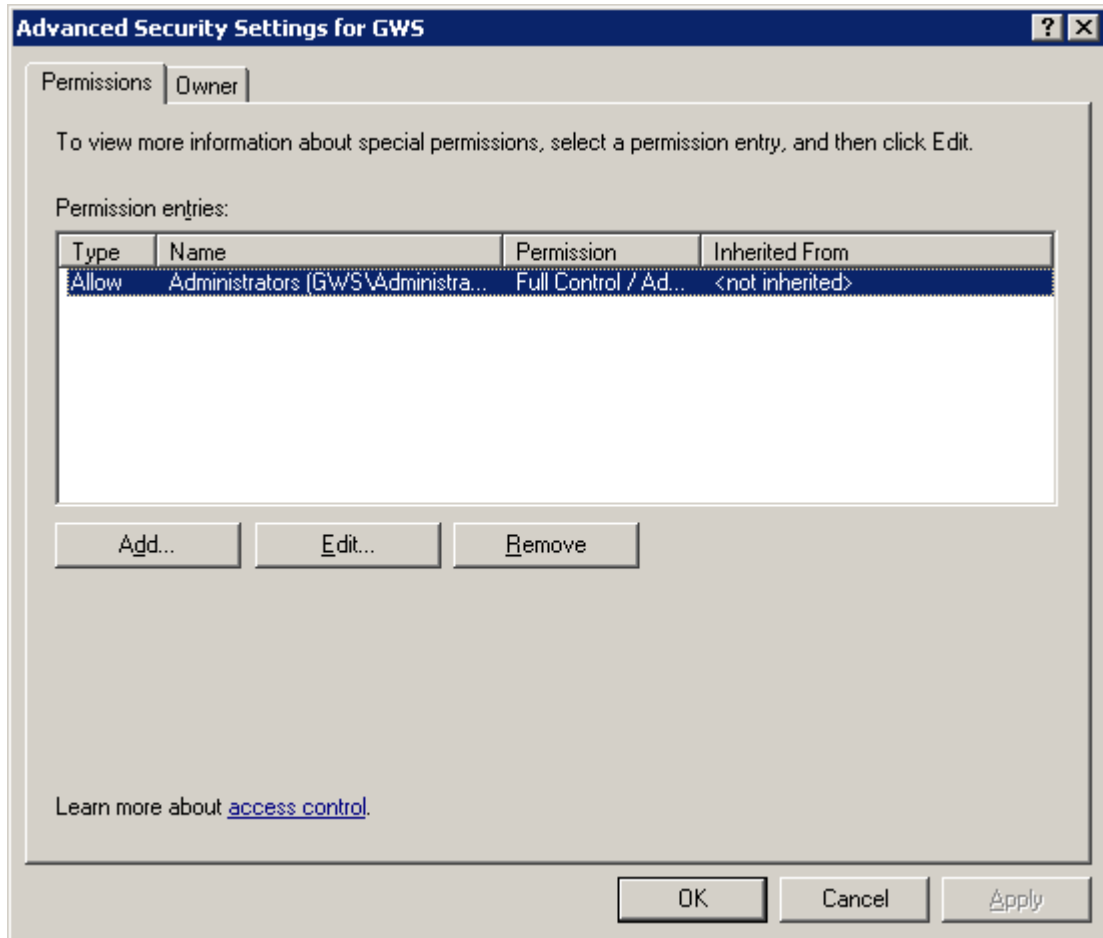 Advanced Security Settings for GWS
Permissions Owner
To view more information about special permissions, select a permission entry, and then click Edit.
Permission entries:
Type Name Permission Inherited From
Allow Administrators (GWS\Administra... Full Control / Ad... <not inherited>
Add... Edit... Remove
Learn more about access control.
OK Cancel Apply